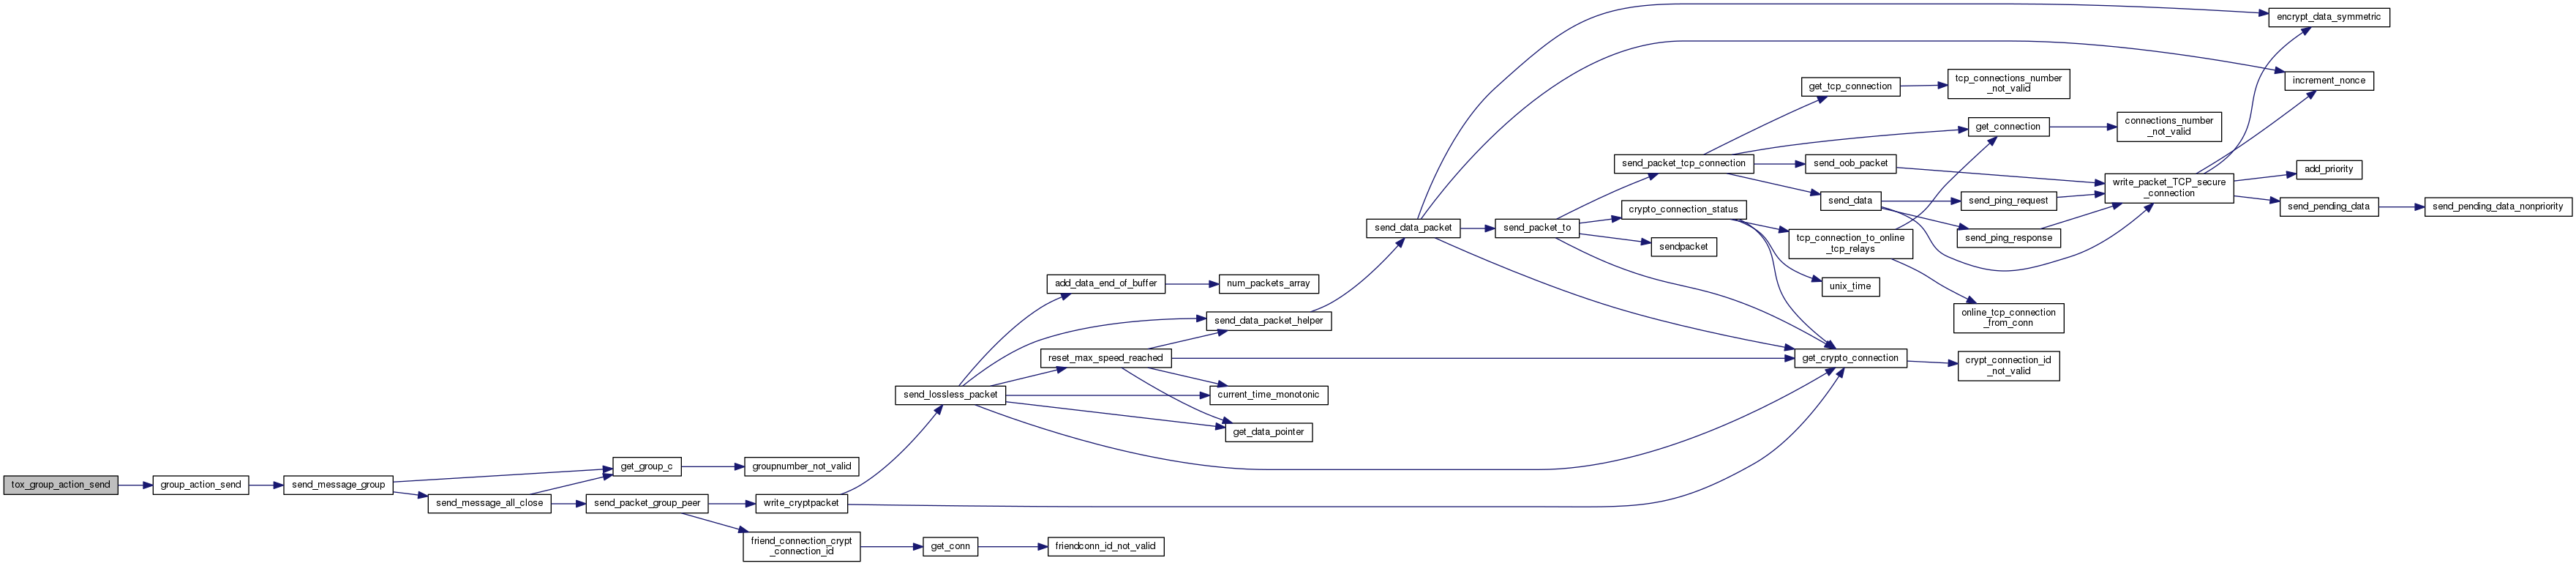 tox_group_action_send
group_action_send
send_message_group
get_group_c
groupnumber_not_valid
send_message_all_close
send_packet_group_peer
write_cryptpacket
friend_connection_crypt
_connection_id
get_conn
friendconn_id_not_valid
send_lossless_packet
add_data_end_of_buffer
num_packets_array
send_data_packet_helper
reset_max_speed_reached
current_time_monotonic
get_data_pointer
send_data_packet
send_packet_to
send_packet_tcp_connection
crypto_connection_status
sendpacket
get_tcp_connection
tcp_connections_number
_not_valid
get_connection
connections_number
_not_valid
send_oob_packet
send_data
send_ping_request
send_ping_response
tcp_connection_to_online
_tcp_relays
unix_time
online_tcp_connection
_from_conn
get_crypto_connection
crypt_connection_id
_not_valid
write_packet_TCP_secure
_connection
encrypt_data_symmetric
increment_nonce
add_priority
send_pending_data
send_pending_data_nonpriority